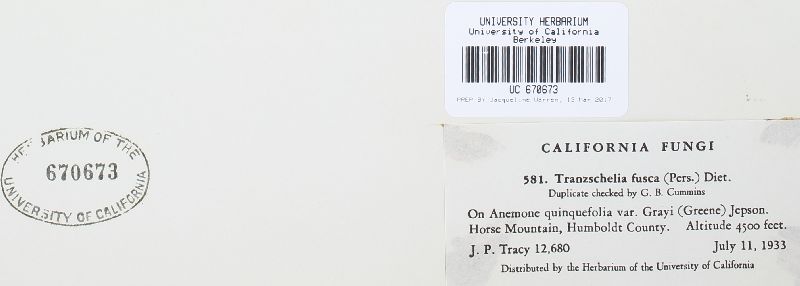 UNIVERSITY HERBARIUM
University of California
Berkeley
UC 670673
PREP BY Jacqueline Warren, 13 Mar 2017
HERBARIUM OF THE
670673
UNIVERSITY OF CALIFORNIA
CALIFORNIA FUNGI
581. Tranzschelia fusca (Pers.) Diet.
Duplicate checked by G. B. Cummins
On Anemone quinquefolia var. Grayi (Greene) Jepson.
Horse Mountain, Humboldt County. Altitude 4500 feet.
J. P. Tracy 12,680 July 11, 1933
Distributed by the Herbarium of the University of California